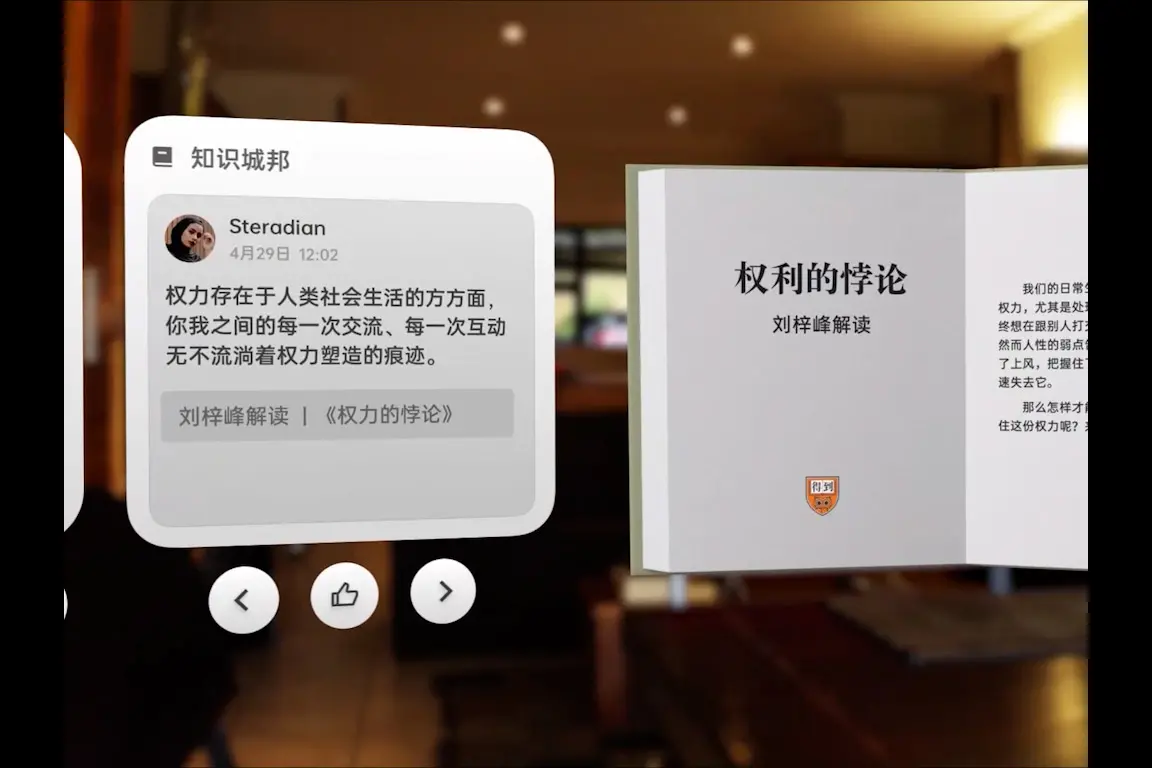 知识城邦
Steradian
4月29日 12:02
权力存在于人类社会生活的方方面，
你我之间的每一次交流、每一次互动
无不流淌着权力塑造的痕迹。
刘梓峰解读 | 《权力的悖论》
权利的悖论
刘梓峰解读
得到
我们的日常
权力，尤其是处
终想在跟别人打
然而人性的弱点
了上风，把握住
速失去它。
那么怎样才
住这份权力呢？